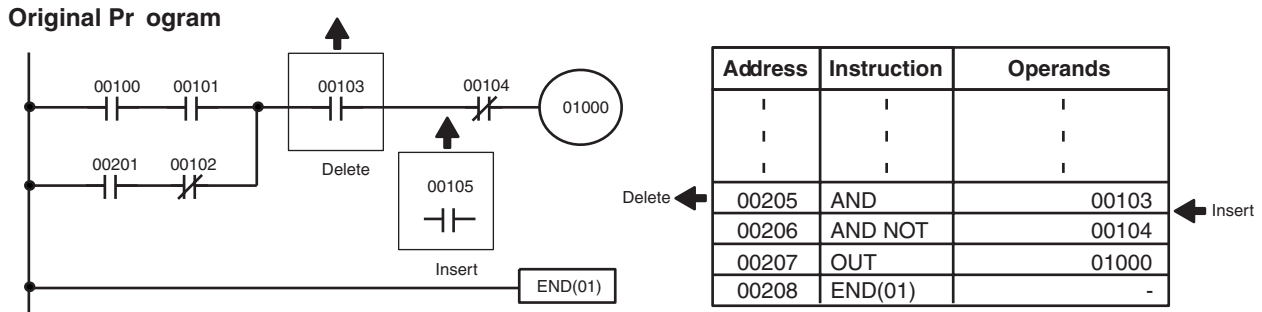 Original Pr ogram
00100 00101 00103 00104
01000
00201 00102
Delete
00105
Insert
END(01)
Address Instruction Operands
Delete 00205 AND 00103 Insert
00206 AND NOT 00104
00207 OUT 01000
00208 END(01) -